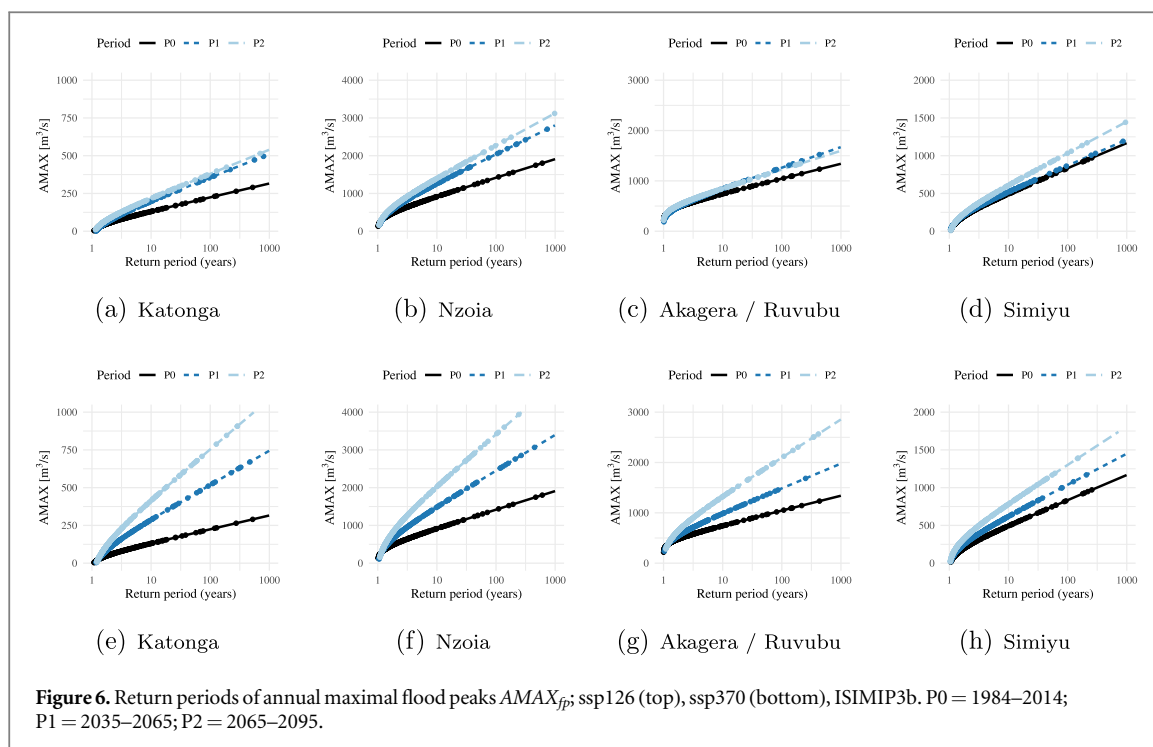 Period P0 P1 P2
Period P0 P1 P2
Period P0 P1 P2
Period P0 P1 P2
AMAX [m³/s]
1000
750
500
250
0
1 10 100 1000
Return period (years)
AMAX [m³/s]
4000
3000
2000
1000
0
1 10 100 1000
Return period (years)
AMAX [m³/s]
3000
2000
1000
0
1 10 100 1000
Return period (years)
AMAX [m³/s]
2000
1500
1000
500
0
1 10 100 1000
Return period (years)
(a) Katonga
(b) Nzoia
(c) Akagera / Ruvubu
(d) Simiyu
Period P0 P1 P2
Period P0 P1 P2
Period P0 P1 P2
Period P0 P1 P2
AMAX [m³/s]
1000
750
500
250
0
1 10 100 1000
Return period (years)
AMAX [m³/s]
4000
3000
2000
1000
0
1 10 100 1000
Return period (years)
AMAX [m³/s]
3000
2000
1000
0
1 10 100 1000
Return period (years)
AMAX [m³/s]
2000
1500
1000
500
0
1 10 100 1000
Return period (years)
(e) Katonga
(f) Nzoia
(g) Akagera / Ruvubu
(h) Simiyu
Figure 6. Return periods of annual maximal flood peaks AMAXfp; ssp126 (top), ssp370 (bottom), ISIMIP3b. P0 = 1984–2014;
P1 = 2035–2065; P2 = 2065–2095.